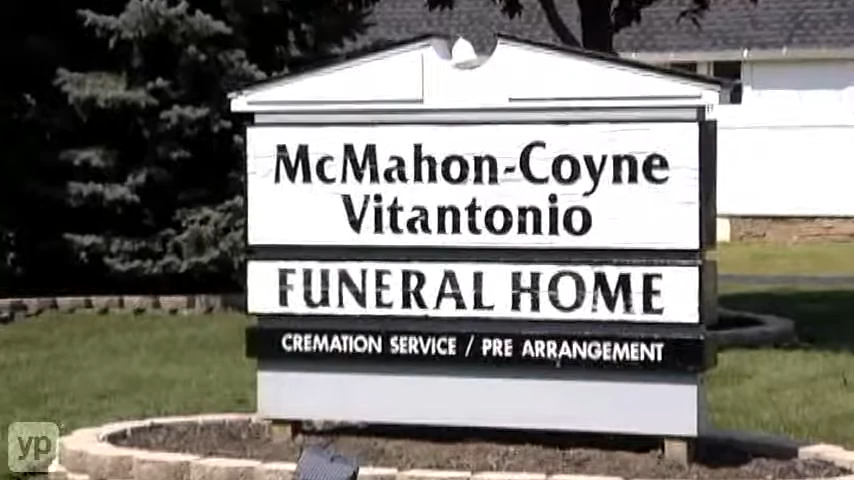 McMahon-Coyne
Vitantonio
FUNERAL HOME
CREMATION SERVICE / PRE ARRANGEMENT
yp